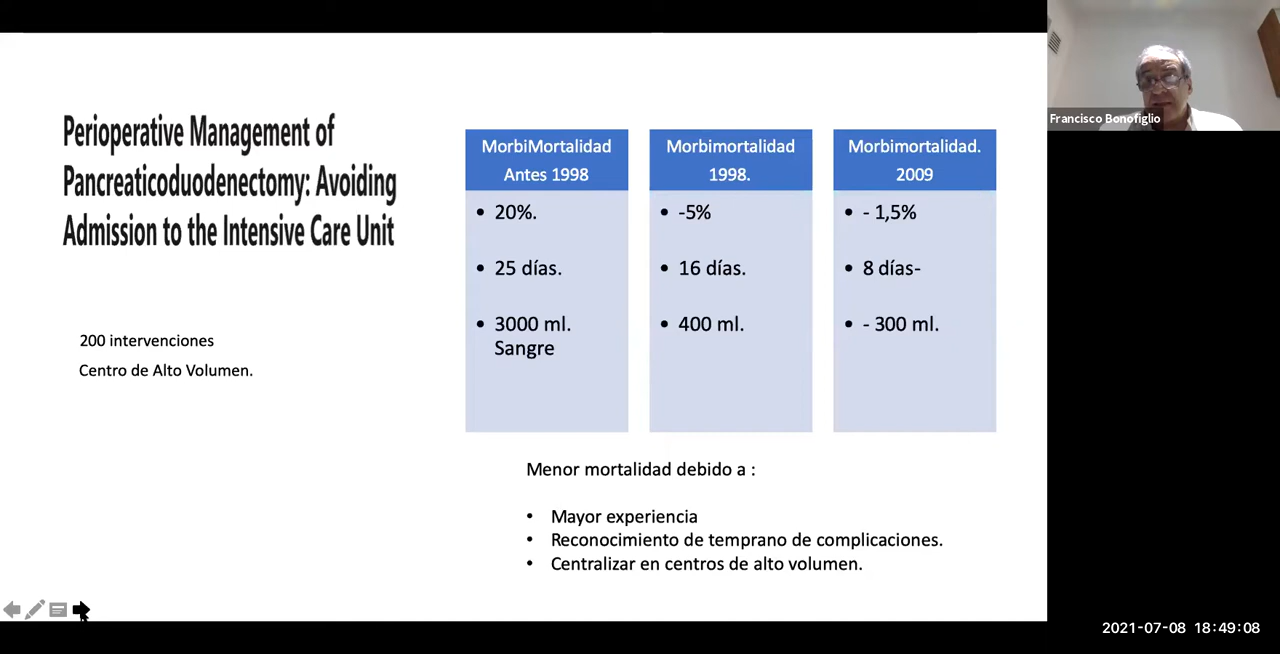 Perioperative Management of
Pancreaticoduodenectomy: Avoiding
Admission to the Intensive Care Unit
200 intervenciones
Centro de Alto Volumen.
MorbiMortalidad
Antes 1998
• 20%.
• 25 días.
• 3000 ml.
Sangre
Morbimortalidad
1998.
• -5%
• 16 días.
• 400 ml.
Morbimortalidad.
2009
• - 1,5%
• 8 días-
• - 300 ml.
Menor mortalidad debido a :
• Mayor experiencia
• Reconocimiento de temprano de complicaciones.
• Centralizar en centros de alto volumen.
Francisco Bonofiglio
2021-07-08 18:49:08